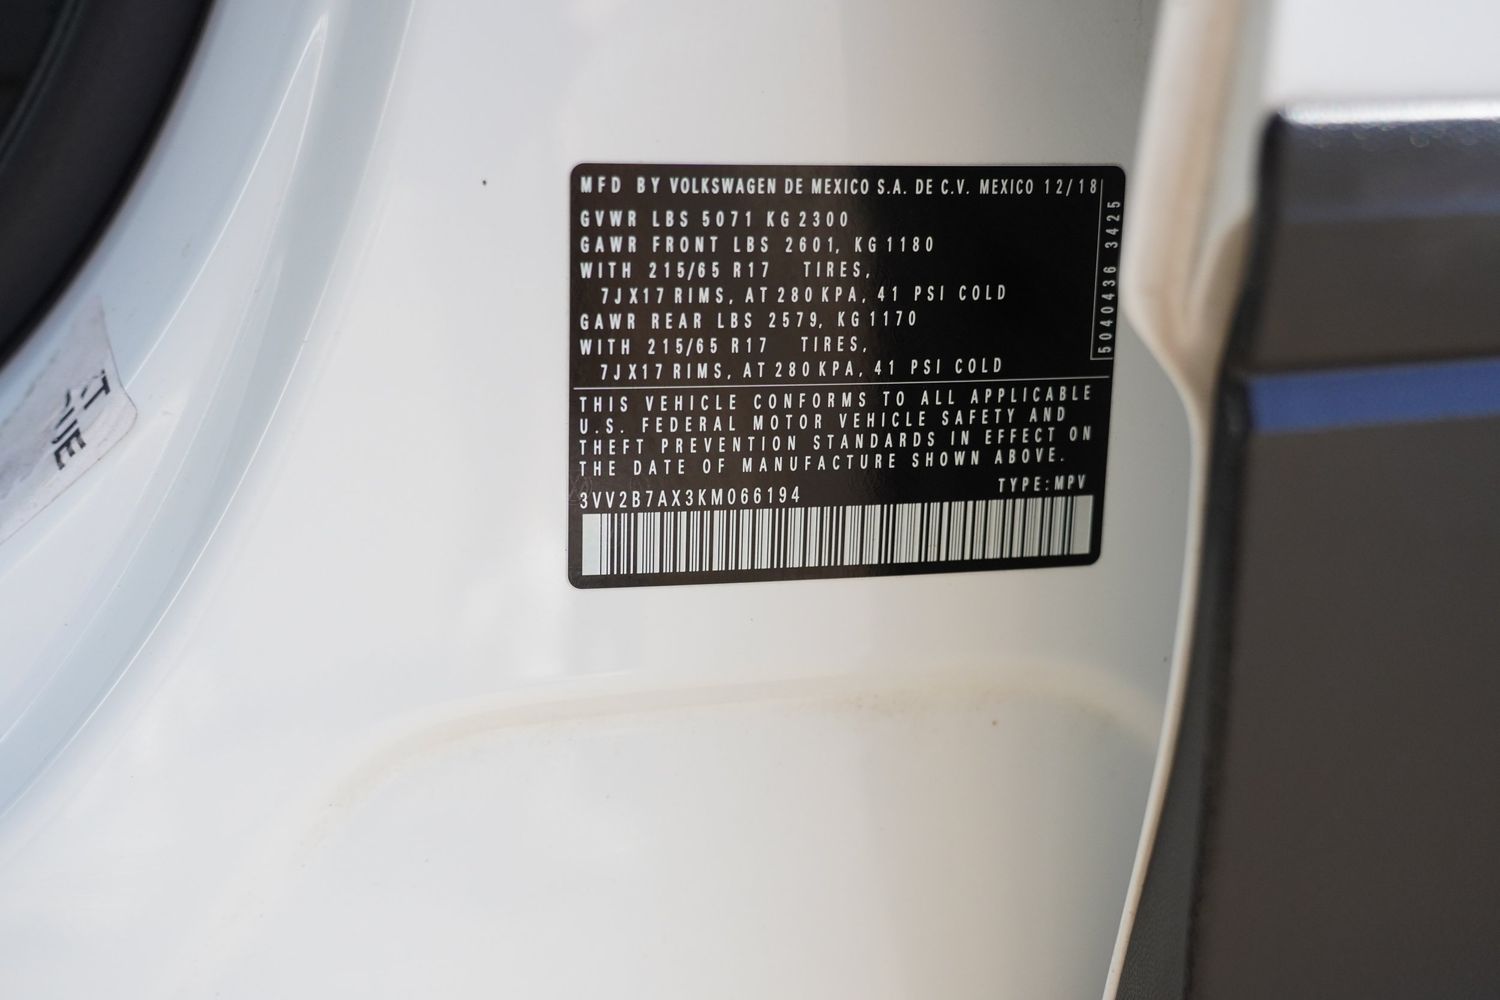 MFD BY VOLKSWAGEN DE MEXICO S.A. DE C.V. MEXICO 12/18
GVWR LBS 5071 KG 2300
GAWR FRONT LBS 2601, KG 1180
WITH 215/65 R17 TIRES,
7JX17 RIMS, AT 280 KPA, 41 PSI COLD
GAWR REAR LBS 2579, KG 1170
WITH 215/65 R17 TIRES,
7JX17 RIMS, AT 280 KPA, 41 PSI COLD
5040436 3425
THIS VEHICLE CONFORMS TO ALL APPLICABLE
U.S. FEDERAL MOTOR VEHICLE SAFETY AND
THEFT PREVENTION STANDARDS IN EFFECT ON
THE DATE OF MANUFACTURE SHOWN ABOVE.
TYPE: MPV
3VV2B7AX3KM066194